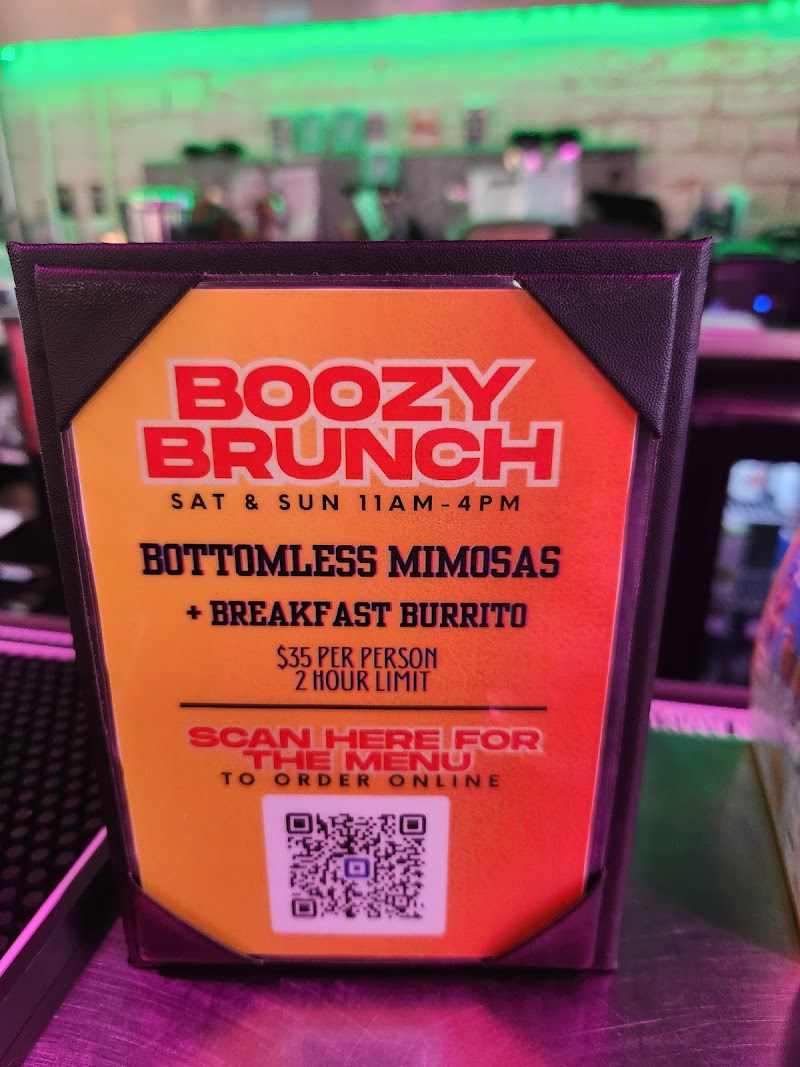 BOOZY
BRUNCH
SAT & SUN 11AM-4PM
BOTTOMLESS MIMOSAS
+ BREAKFAST BURRITO
$35 PER PERSON
2 HOUR LIMIT
SCAN HERE FOR
THE MENU
TO ORDER ONLINE